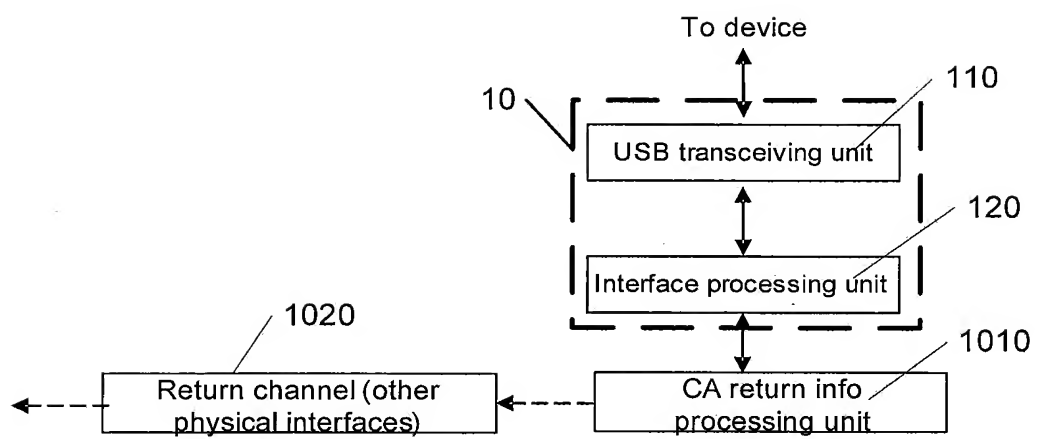 To device
10
110
USB transceiving unit
120
Interface processing unit
1020
1010
Return channel (other
physical interfaces)
CA return info
processing unit